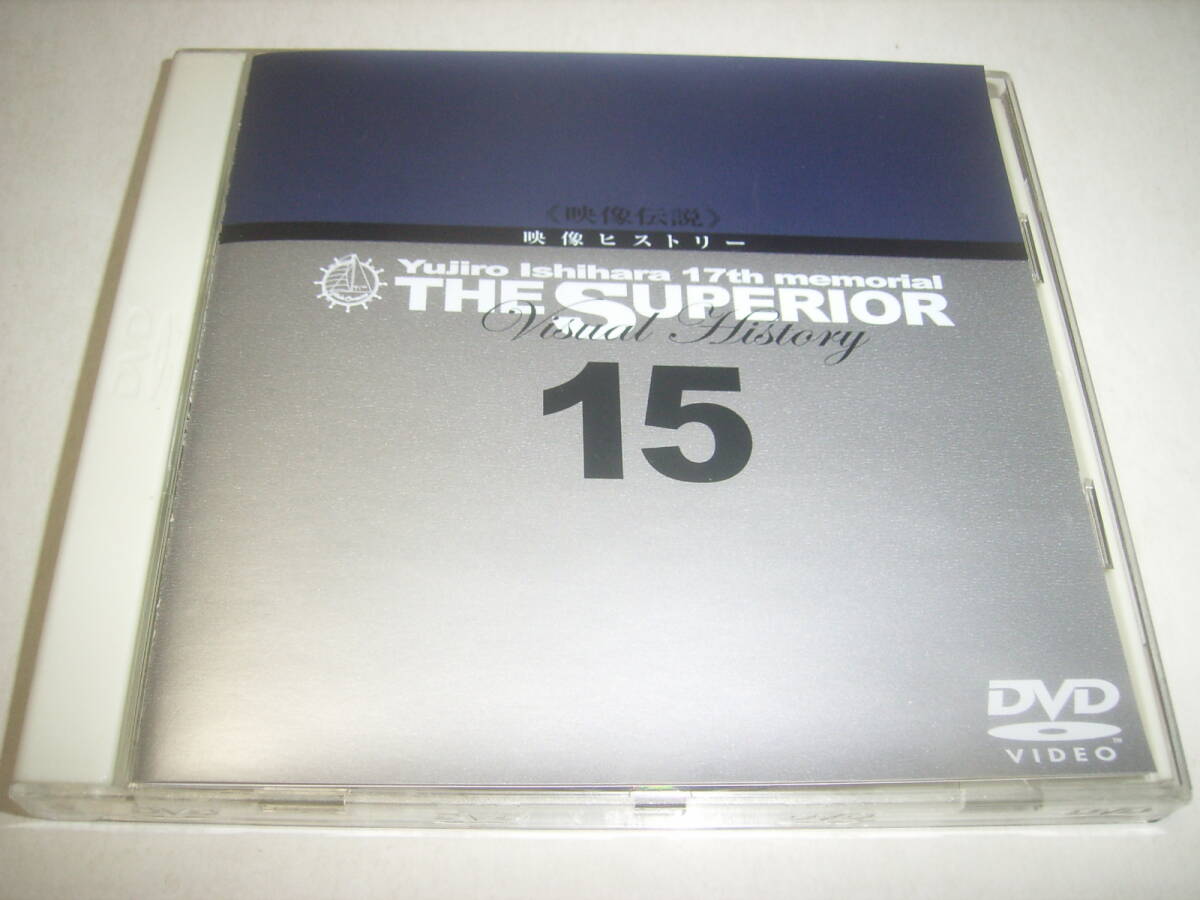 《映像伝説》
映像ヒストリー
Yujiro Ishihara 17th memorial
THE SUPERIOR
Visual History
15
DVD
VIDEO